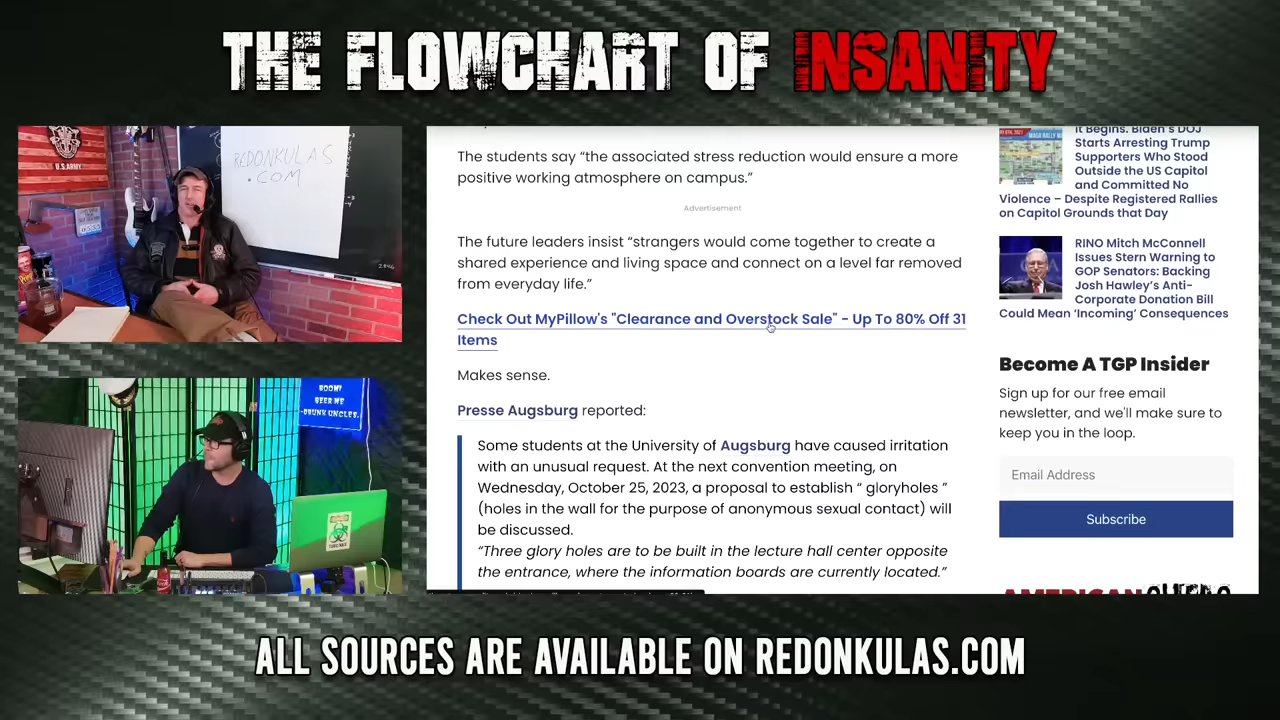 THE FLOWCHART OF INSANITY
U.S. ARMY
REDONKULAS
.COM
BOOM!
BEER ME
-DRUNK UNCLES.
The students say “the associated stress reduction would ensure a more
positive working atmosphere on campus.”
Advertisement
The future leaders insist “strangers would come together to create a
shared experience and living space and connect on a level far removed
from everyday life.”
Check Out MyPillow's "Clearance and Overstock Sale" - Up To 80% Off 31
Items
Makes sense.
Presse Augsburg reported:
Some students at the University of Augsburg have caused irritation
with an unusual request. At the next convention meeting, on
Wednesday, October 25, 2023, a proposal to establish “ gloryholes ”
(holes in the wall for the purpose of anonymous sexual contact) will
be discussed.
“Three glory holes are to be built in the lecture hall center opposite
the entrance, where the information boards are currently located.”
It Begins. Biden's DOJ
Starts Arresting Trump
Supporters Who Stood
Outside the US Capitol
and Committed No
Violence – Despite Registered Rallies
on Capitol Grounds that Day
RINO Mitch McConnell
Issues Stern Warning to
GOP Senators: Backing
Josh Hawley’s Anti-
Corporate Donation Bill
Could Mean ‘Incoming’ Consequences
Become A TGP Insider
Sign up for our free email
newsletter, and we'll make sure to
keep you in the loop.
Email Address
Subscribe
ALL SOURCES ARE AVAILABLE ON REDONKULAS.COM